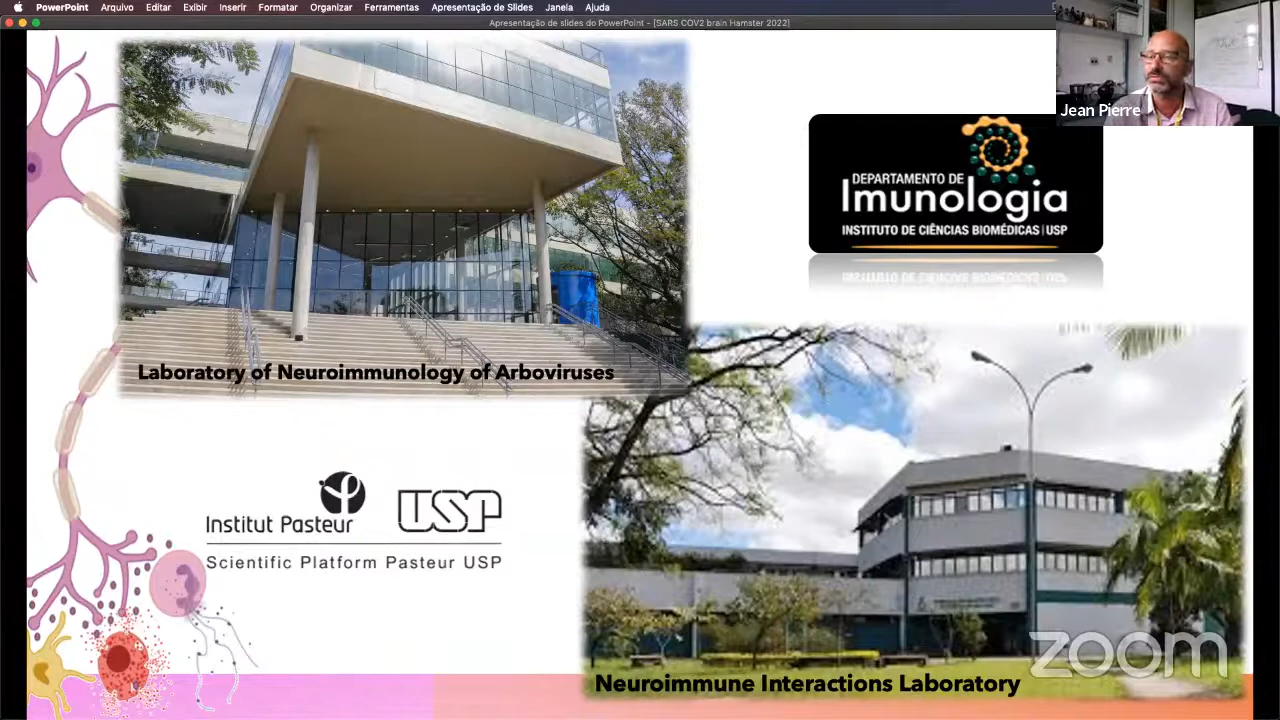 PowerPoint Arquivo Editar Exibir Inserir Formatar Organizar Ferramentas Apresentação de Slides Janela Ajuda
Apresentação de slides do PowerPoint - [SARS COV2 brain Hamster 2022]
Jean Pierre
DEPARTAMENTO DE
Imunologia
INSTITUTO DE CIÊNCIAS BIOMÉDICAS | USP
Laboratory of Neuroimmunology of Arboviruses
Institut Pasteur
USP
Scientific Platform Pasteur USP
zoom
Neuroimmune Interactions Laboratory